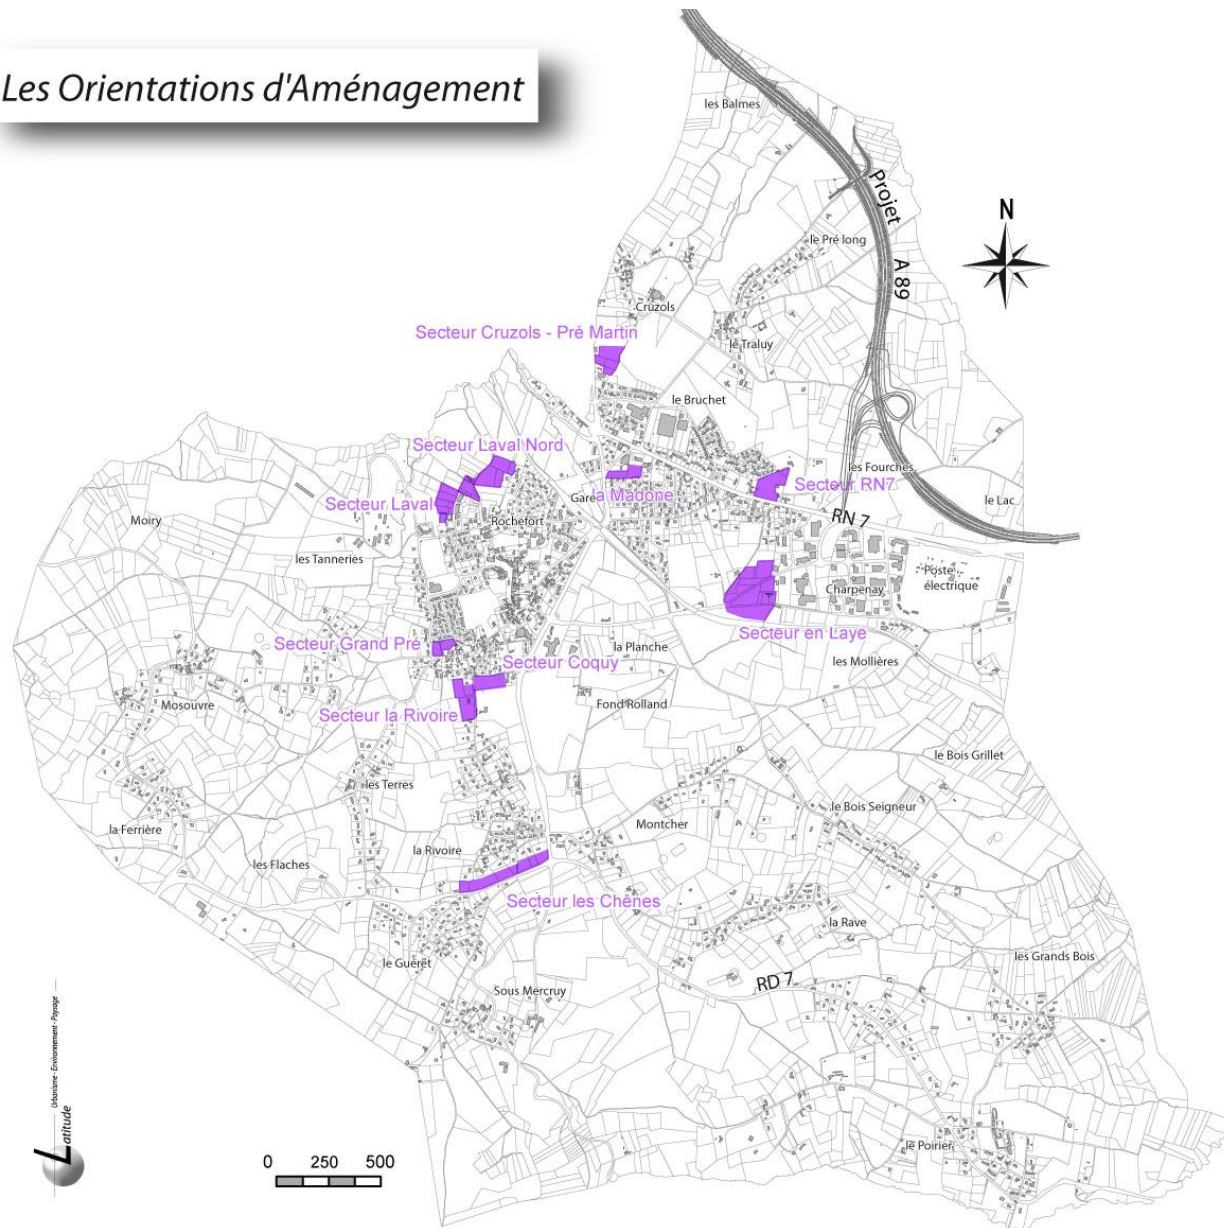 Les Orientations d'Aménagement
les Balmes
N
Projet
A 89
le Pré long
Cruzols
Secteur Cruzols - Pré Martin
le Traluy
le Bruchet
Secteur Laval Nord
Secteur Laval
Gare
a Madone
Secteur RN7
les Fourches
le Lac
Moiry
Rochefort
RN 7
les Tanneries
Poste
électrique
Charpenay
Secteur en Laye
Secteur Grand Pré
la Planche
Secteur Coquy
les Mollières
Mosouvre
Fond Rolland
Secteur la Rivoire
le Bois Grillet
les Terres
le Bois Seigneur
la Ferrière
Montcher
la Rivoire
les Flaches
Secteur les Chênes
la Rave
le Guéret
les Grands Bois
RD 7
Sous Mercruy
Latitude
Urbanisme - Environnement - Paysage
le Poirier
0 250 500